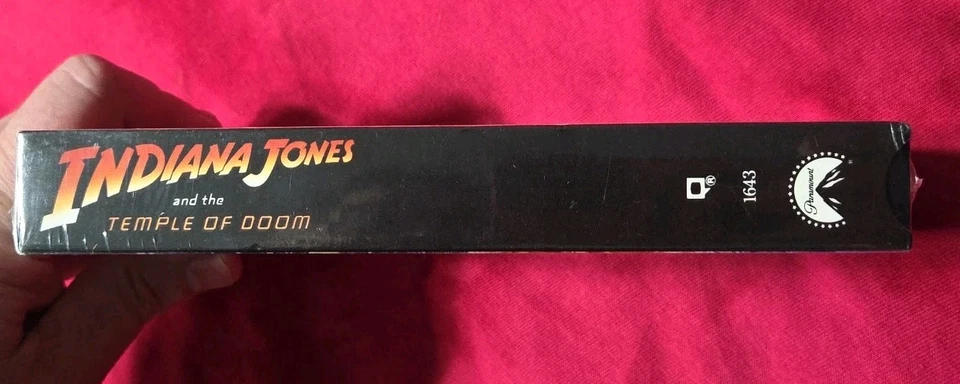 INDIANA JONES
and the
TEMPLE OF DOOM
®
1643
Paramount